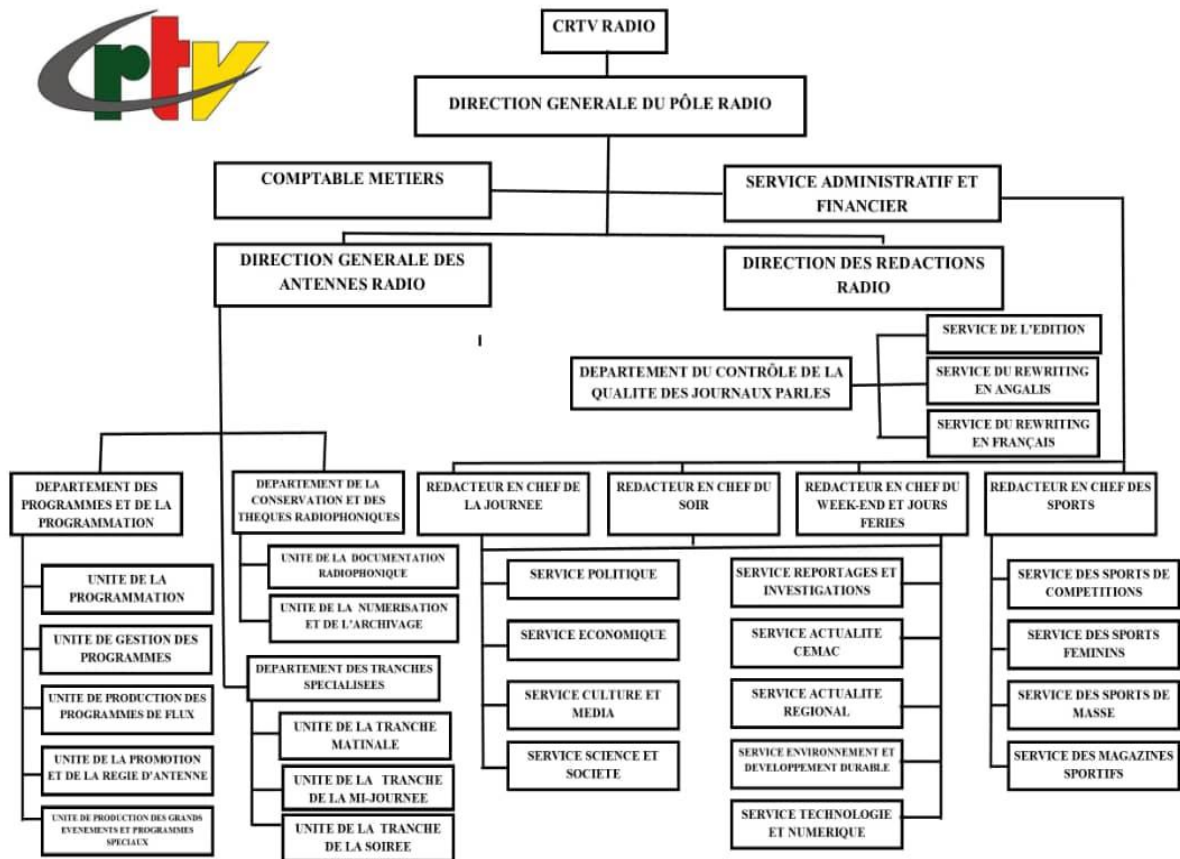 crtv
CRTV RADIO
DIRECTION GENERALE DU PÔLE RADIO
COMPTABLE METIERS
SERVICE ADMINISTRATIF ET
FINANCIER
DIRECTION GENERALE DES
ANTENNES RADIO
DIRECTION DES REDACTIONS
RADIO
SERVICE DE L'EDITION
DEPARTEMENT DU CONTRÔLE DE LA
QUALITE DES JOURNAUX PARLES
SERVICE DU REWRITING
EN ANGALIS
SERVICE DU REWRITING
EN FRANÇAIS
DEPARTEMENT DES
PROGRAMMES ET DE LA
PROGRAMMATION
UNITE DE LA
PROGRAMMATION
UNITE DE GESTION DES
PROGRAMMES
UNITE DE PRODUCTION DES
PROGRAMMES DE FLUX
UNITE DE LA PROMOTION
ET DE LA REGIE D'ANTENNE
UNITE DE PRODUCTION DES GRANDS
EVENEMENTS ET PROGRAMMES
SPECIAUX
DEPARTEMENT DE LA
CONSERVATION ET DES
THEQUES RADIOPHONIQUES
UNITE DE LA DOCUMENTATION
RADIOPHONIQUE
UNITE DE LA NUMERISATION
ET DE L'ARCHIVAGE
DEPARTEMENT DES TRANCHES
SPECIALISEES
UNITE DE LA TRANCHE
MATINALE
UNITE DE LA TRANCHE
DE LA MI-JOURNEE
UNITE DE LA TRANCHE
DE LA SOIREE
REDACTEUR EN CHEF DE
LA JOURNEE
REDACTEUR EN CHEF DU
SOIR
REDACTEUR EN CHEF DU
WEEK-END ET JOURS
FERIES
REDACTEUR EN CHEF DES
SPORTS
SERVICE POLITIQUE
SERVICE ECONOMIQUE
SERVICE CULTURE ET
MEDIA
SERVICE SCIENCE ET
SOCIETE
SERVICE REPORTAGES ET
INVESTIGATIONS
SERVICE ACTUALITE
CEMAC
SERVICE ACTUALITE
REGIONAL
SERVICE ENVIRONNEMENT ET
DEVELOPPEMENT DURABLE
SERVICE TECHNOLOGIE
ET NUMERIQUE
SERVICE DES SPORTS DE
COMPETITIONS
SERVICE DES SPORTS
FEMININS
SERVICE DES SPORTS DE
MASSE
SERVICE DES MAGAZINES
SPORTIFS